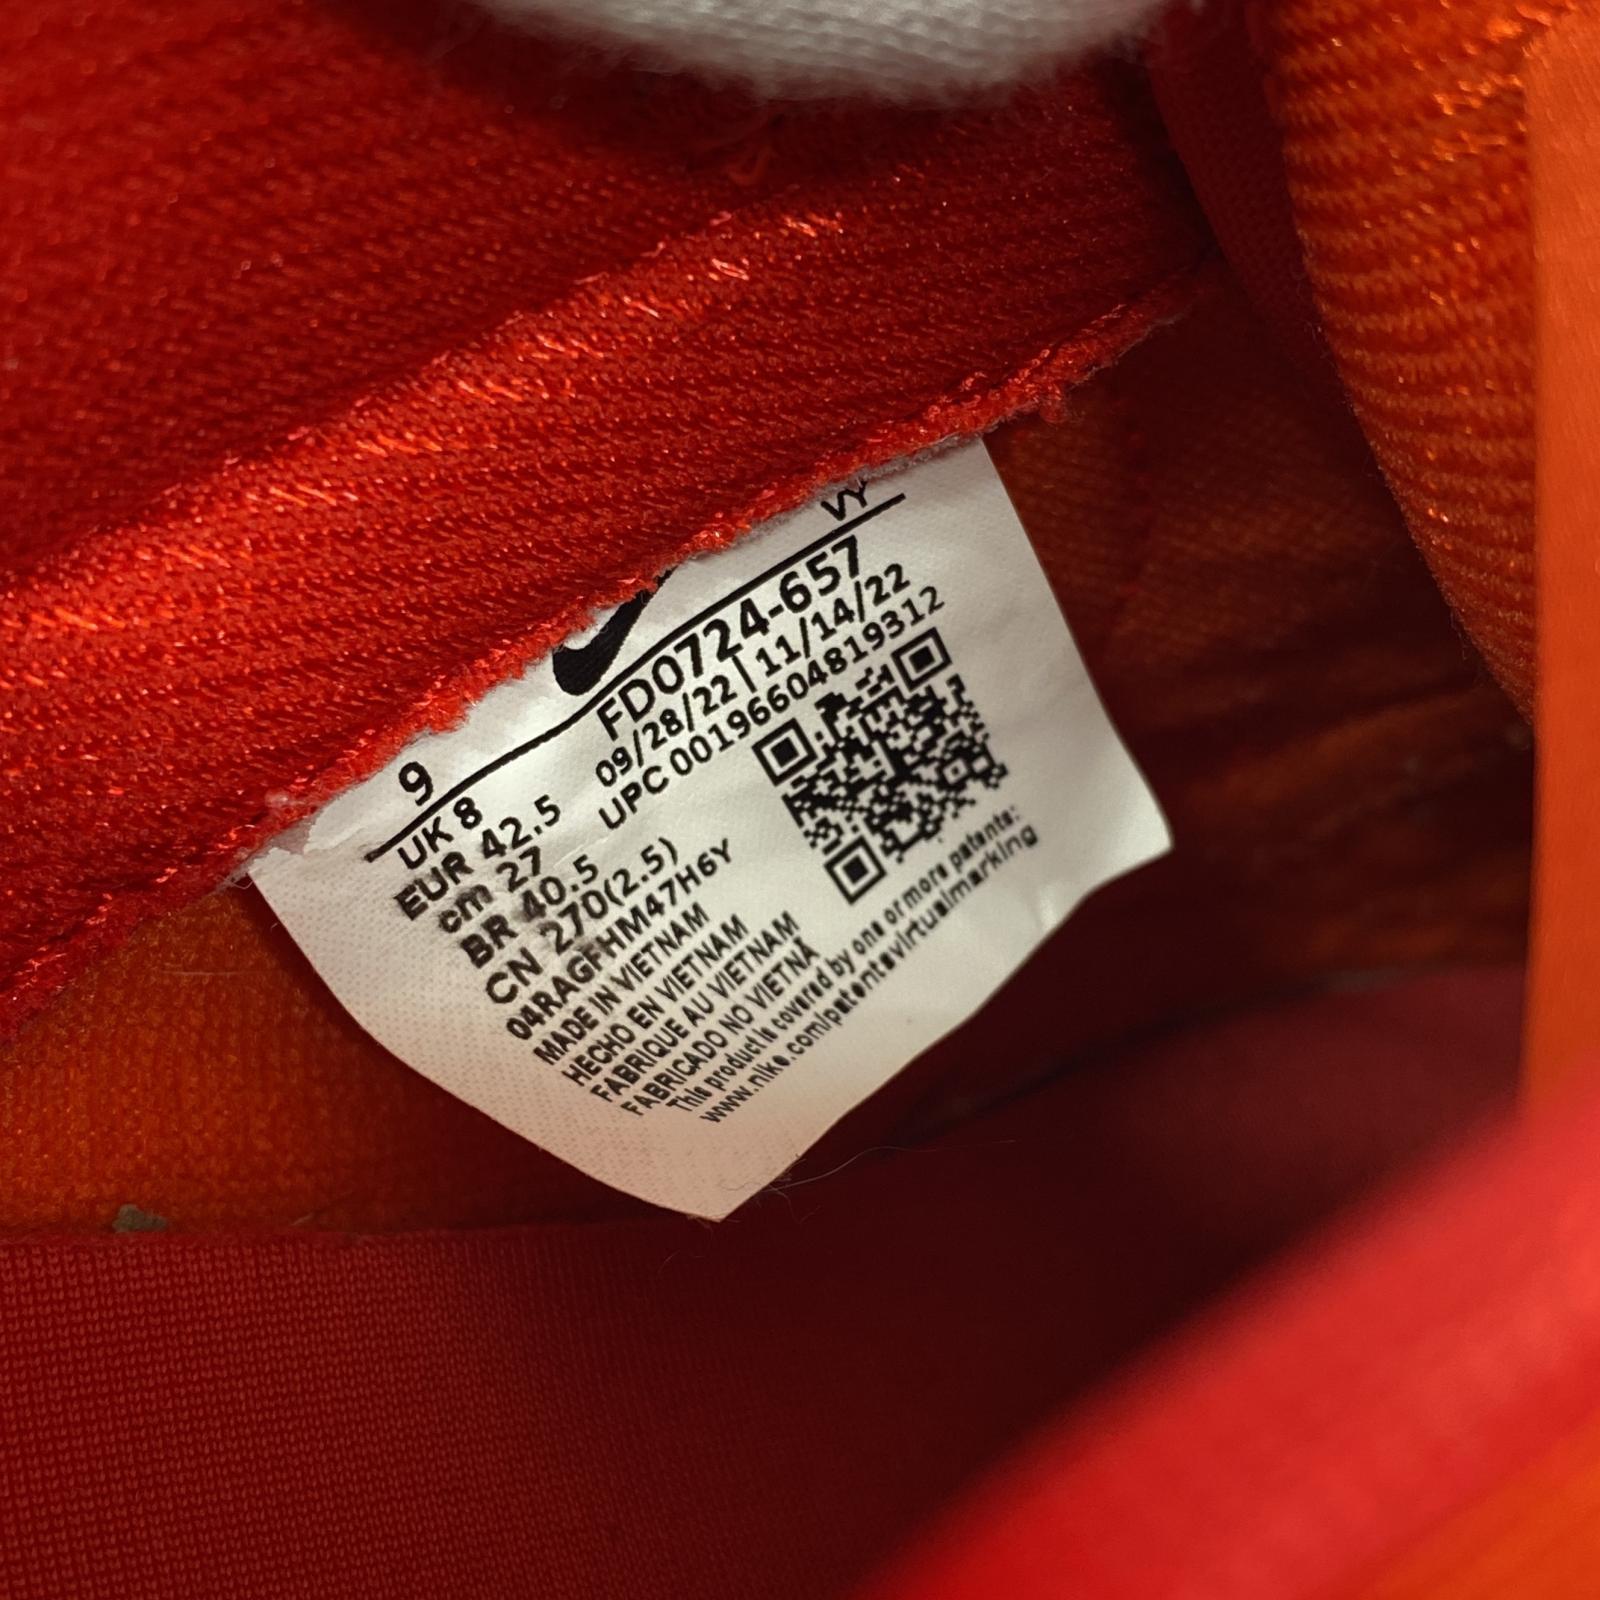 VY
9
FD0724-657
UK 8
09/28/22 | 11/14/22
EUR 42.5
UPC 00196604819312
cm 27
BR 40.5
CN 270(2.5)
04RAGFHM47H6Y
MADE IN VIETNAM
HECHO EN VIETNAM
FABRIQUE AU VIETNAM
FABRICADO NO VIETNÃ
This product is covered by one or more patents:
www.nike.com/patentsvirtualmarking